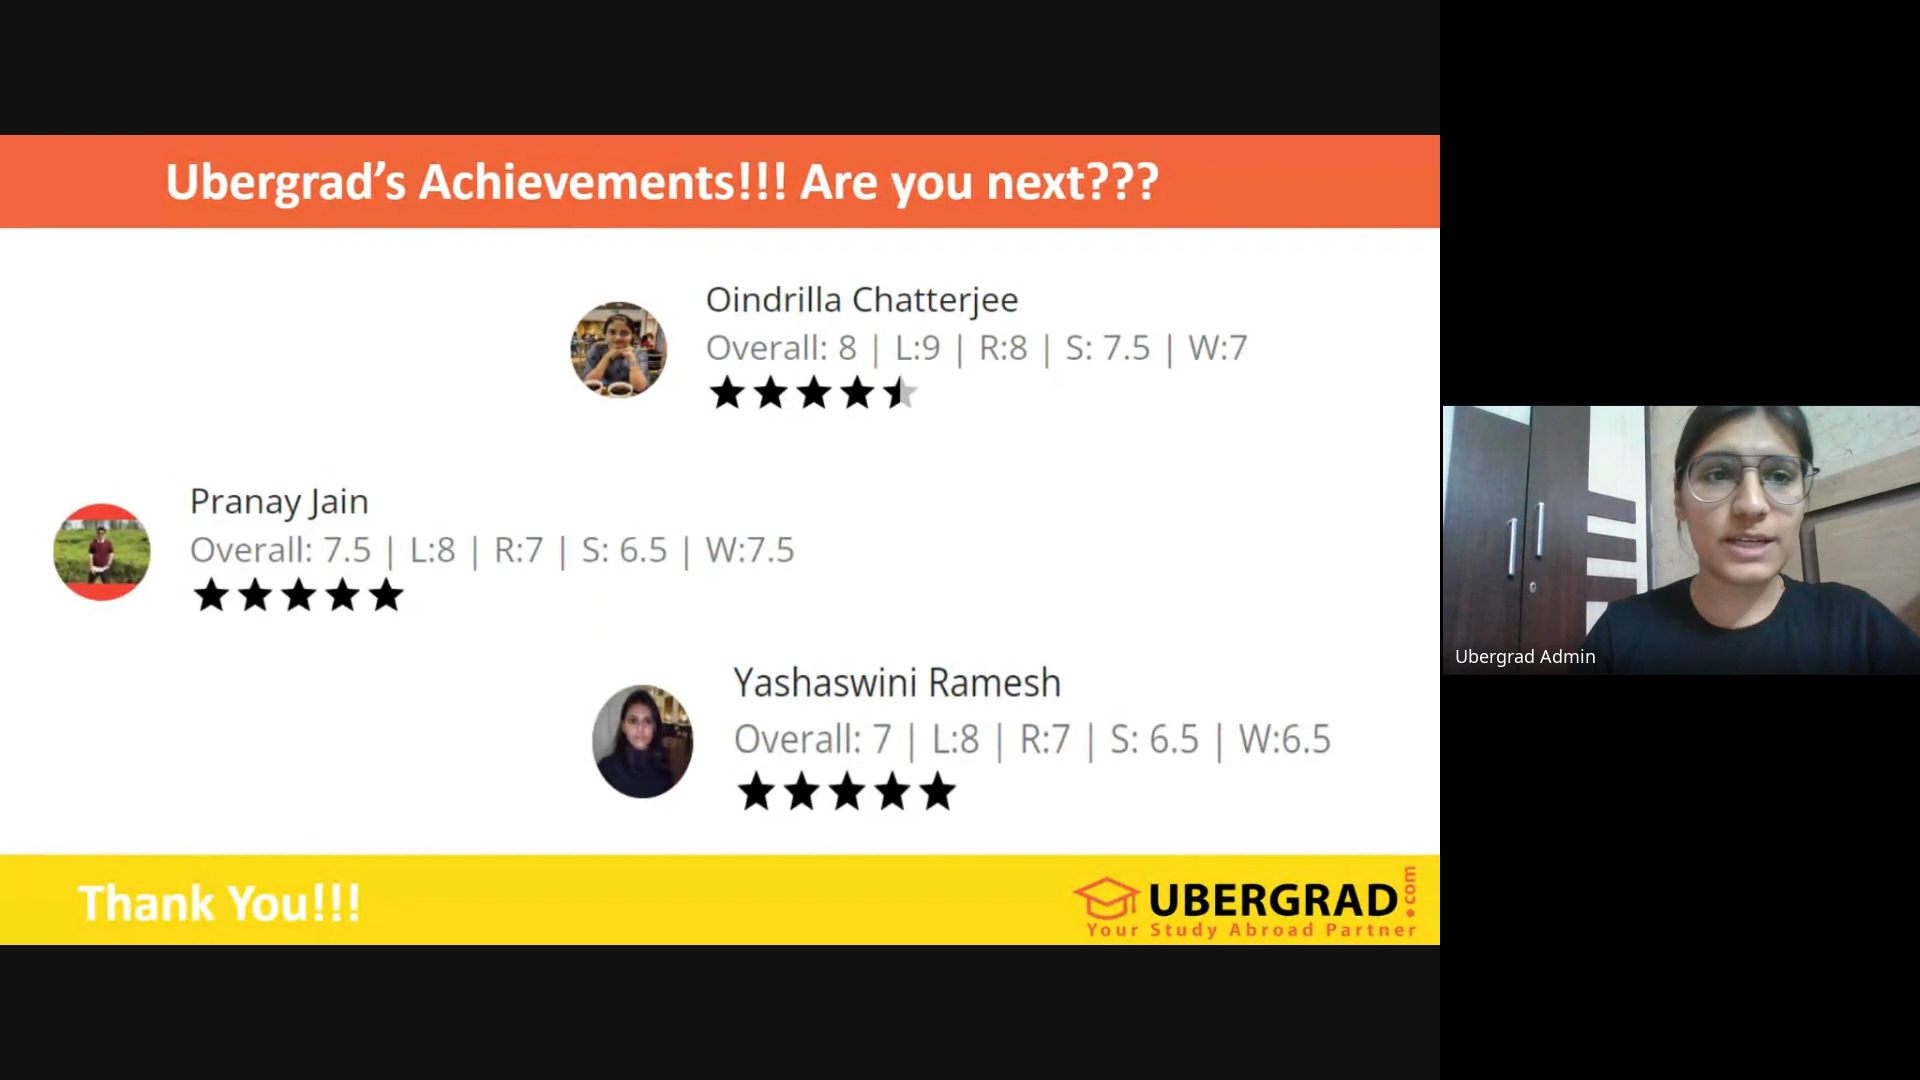 Ubergrad’s Achievements!!! Are you next???
Oindrilla Chatterjee
Overall: 8 | L:9 | R:8 | S: 7.5 | W:7
Pranay Jain
Overall: 7.5 | L:8 | R:7 | S: 6.5 | W:7.5
Yashaswini Ramesh
Overall: 7 | L:8 | R:7 | S: 6.5 | W:6.5
Thank You!!!
UBERGRAD.com
Your Study Abroad Partner
Ubergrad Admin